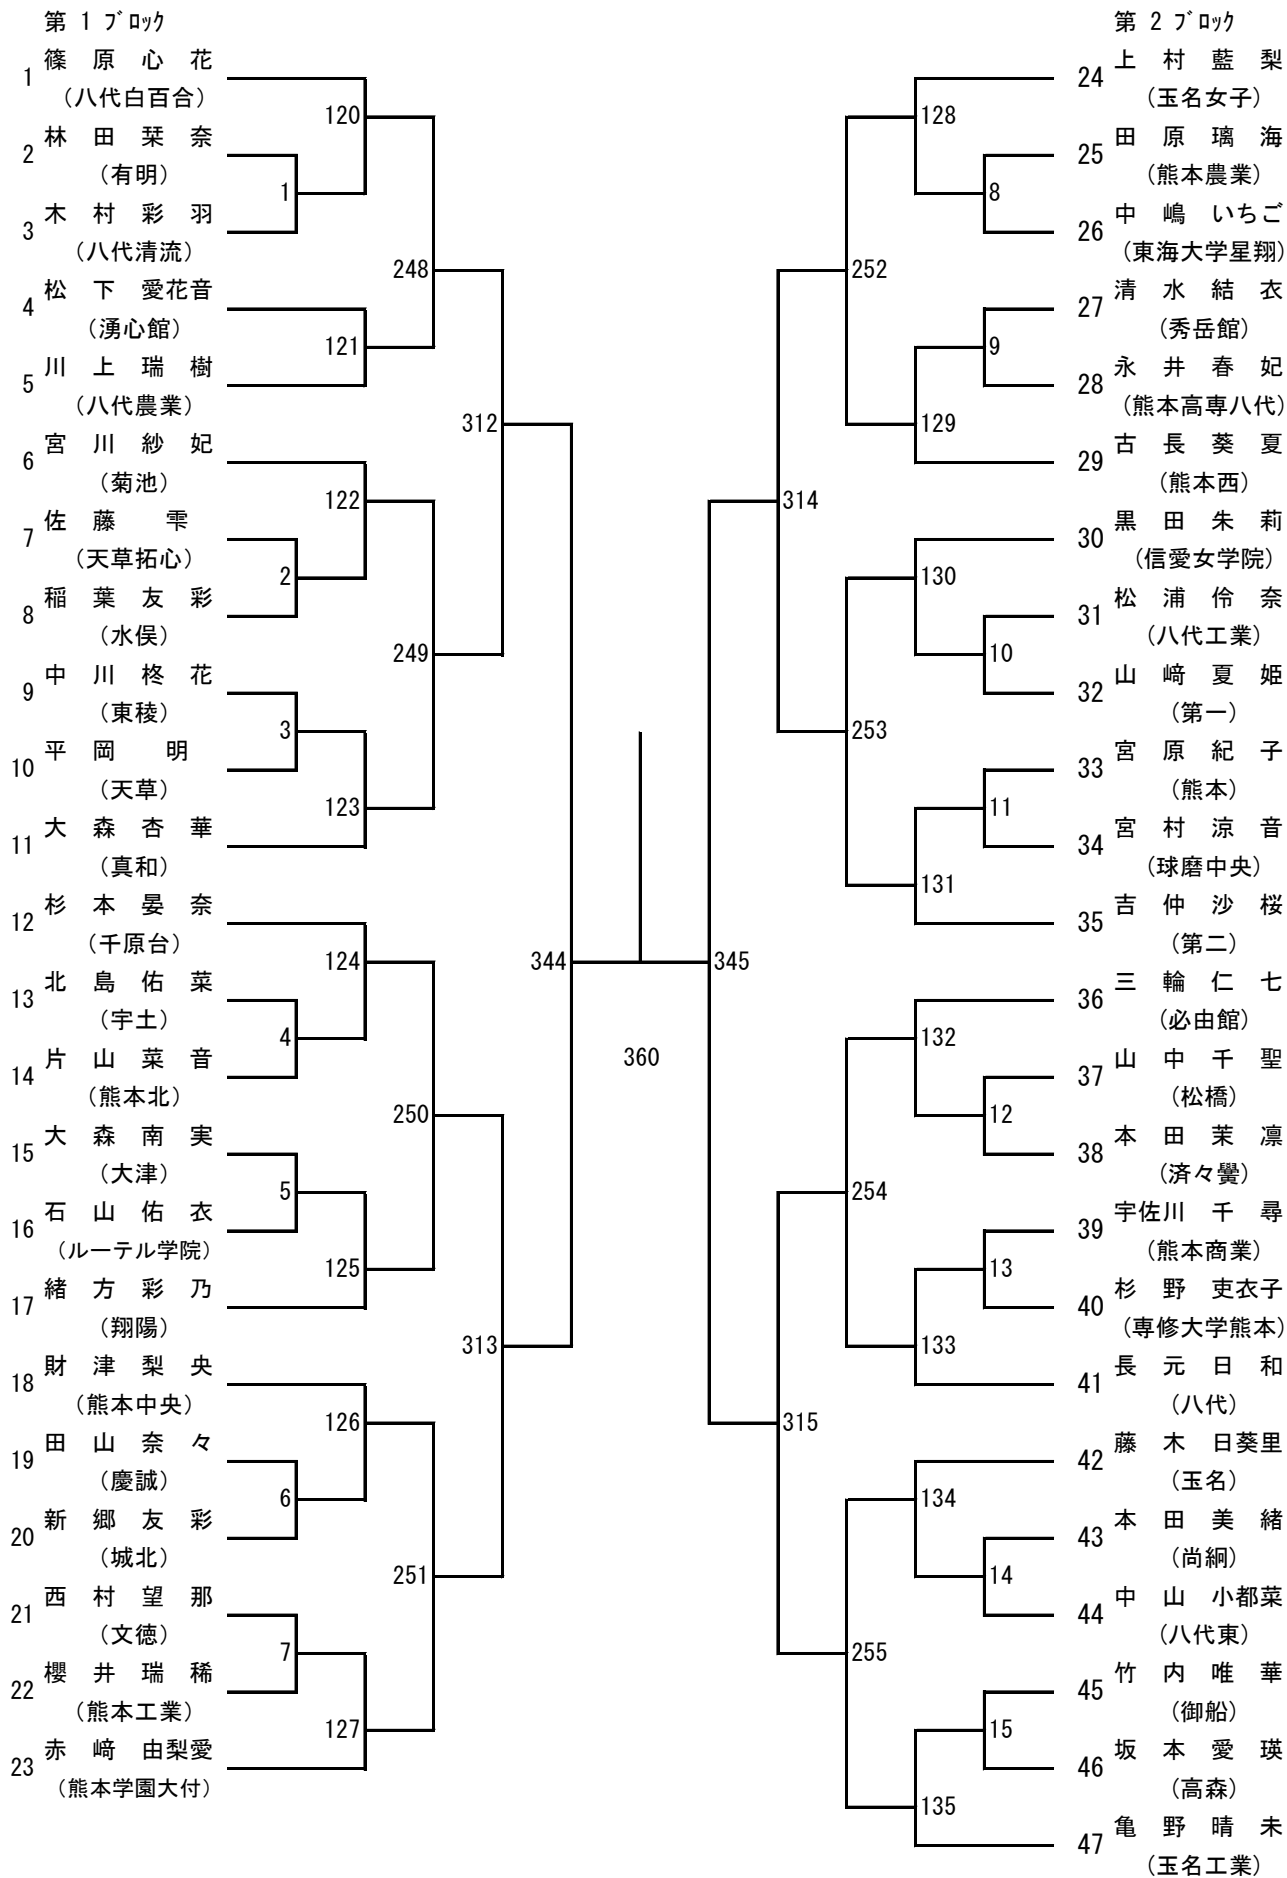 第 1 ブロック
1 篠 原 心 花
(八代白百合)
120
2 林 田 栞 奈
(有明)
1
3 木 村 彩 羽
(八代清流)
248
4 松 下 愛花音
(湧心館)
121
5 川 上 瑞 樹
(八代農業)
312
6 宮 川 紗 妃
(菊池)
122
7 佐 藤 雫
(天草拓心)
2
8 稲 葉 友 彩
(水俣)
249
9 中 川 柊 花
(東稜)
3
10 平 岡 明
(天草)
123
11 大 森 杏 華
(真和)
12 杉 本 晏 奈
(千原台)
124
344
13 北 島 佑 菜
(宇土)
4
14 片 山 菜 音
(熊本北)
250
15 大 森 南 実
(大津)
5
16 石 山 佑 衣
(ルーテル学院)
125
17 緒 方 彩 乃
(翔陽)
313
18 財 津 梨 央
(熊本中央)
126
19 田 山 奈 々
(慶誠)
6
20 新 郷 友 彩
(城北)
251
21 西 村 望 那
(文徳)
7
22 櫻 井 瑞 稀
(熊本工業)
127
23 赤 﨑 由梨愛
(熊本学園大付)
360
第 2 ブロック
24 上 村 藍 梨
(玉名女子)
128
25 田 原 璃 海
(熊本農業)
8
26 中 嶋 いちご
(東海大学星翔)
252
27 清 水 結 衣
(秀岳館)
9
28 永 井 春 妃
(熊本高専八代)
129
29 古 長 葵 夏
(熊本西)
314
30 黒 田 朱 莉
(信愛女学院)
130
31 松 浦 伶 奈
(八代工業)
10
32 山 﨑 夏 姫
(第一)
253
33 宮 原 紀 子
(熊本)
11
34 宮 村 涼 音
(球磨中央)
131
35 吉 仲 沙 桜
(第二)
345
36 三 輪 仁 七
(必由館)
132
37 山 中 千 聖
(松橋)
12
38 本 田 茉 凛
(済々黌)
254
39 宇佐川 千 尋
(熊本商業)
13
40 杉 野 吏衣子
(専修大学熊本)
133
41 長 元 日 和
(八代)
315
42 藤 木 日葵里
(玉名)
134
43 本 田 美 緒
(尚絅)
14
44 中 山 小都菜
(八代東)
255
45 竹 内 唯 華
(御船)
15
46 坂 本 愛 瑛
(高森)
135
47 亀 野 晴 未
(玉名工業)